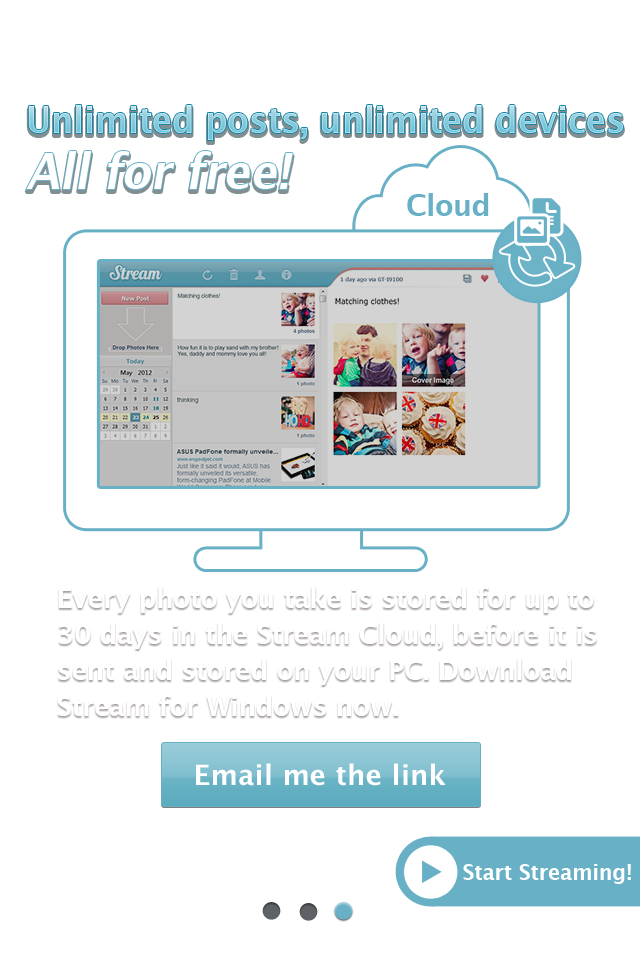 Unlimited posts, unlimited devices
All for free!
Cloud
Stream
1 day ago via GT-I9100
New Post
Drop Photos Here
Today
May 2012
Su Mo Tu We Th Fr Sa
29 30 1 2 3 4 5
6 7 8 9 10 11 12
13 14 15 16 17 18 19
20 21 22 23 24 25 26
27 28 29 30 31 1 2
3 4 5 6 7 8 9
Matching clothes!
4 photos
How fun it is to play sand with my brother!
Yes, daddy and mommy love you all!
1 photo
thinking
1 photo
ASUS PadFone formally unveile...
www.engadget.com
Just like it said it would, ASUS has
formally unveiled its versatile,
form-changing PadFone at Mobile
Matching clothes!
Cover Image
Every photo you take is stored for up to
30 days in the Stream Cloud, before it is
sent and stored on your PC. Download
Stream for Windows now.
Email me the link
Start Streaming!